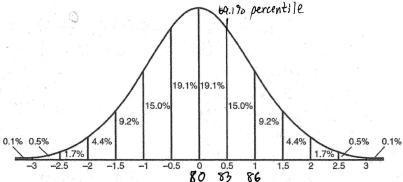 69.1% percentile
19.1% 19.1%
15.0% 15.0%
9.2% 9.2%
0.1% 0.5% 4.4% 4.4% 0.5% 0.1%
1.7% 1.7%
-3 -2.5 -2 -1.5 -1 -0.5 0 0.5 1 1.5 2 2.5 3
80 83 86